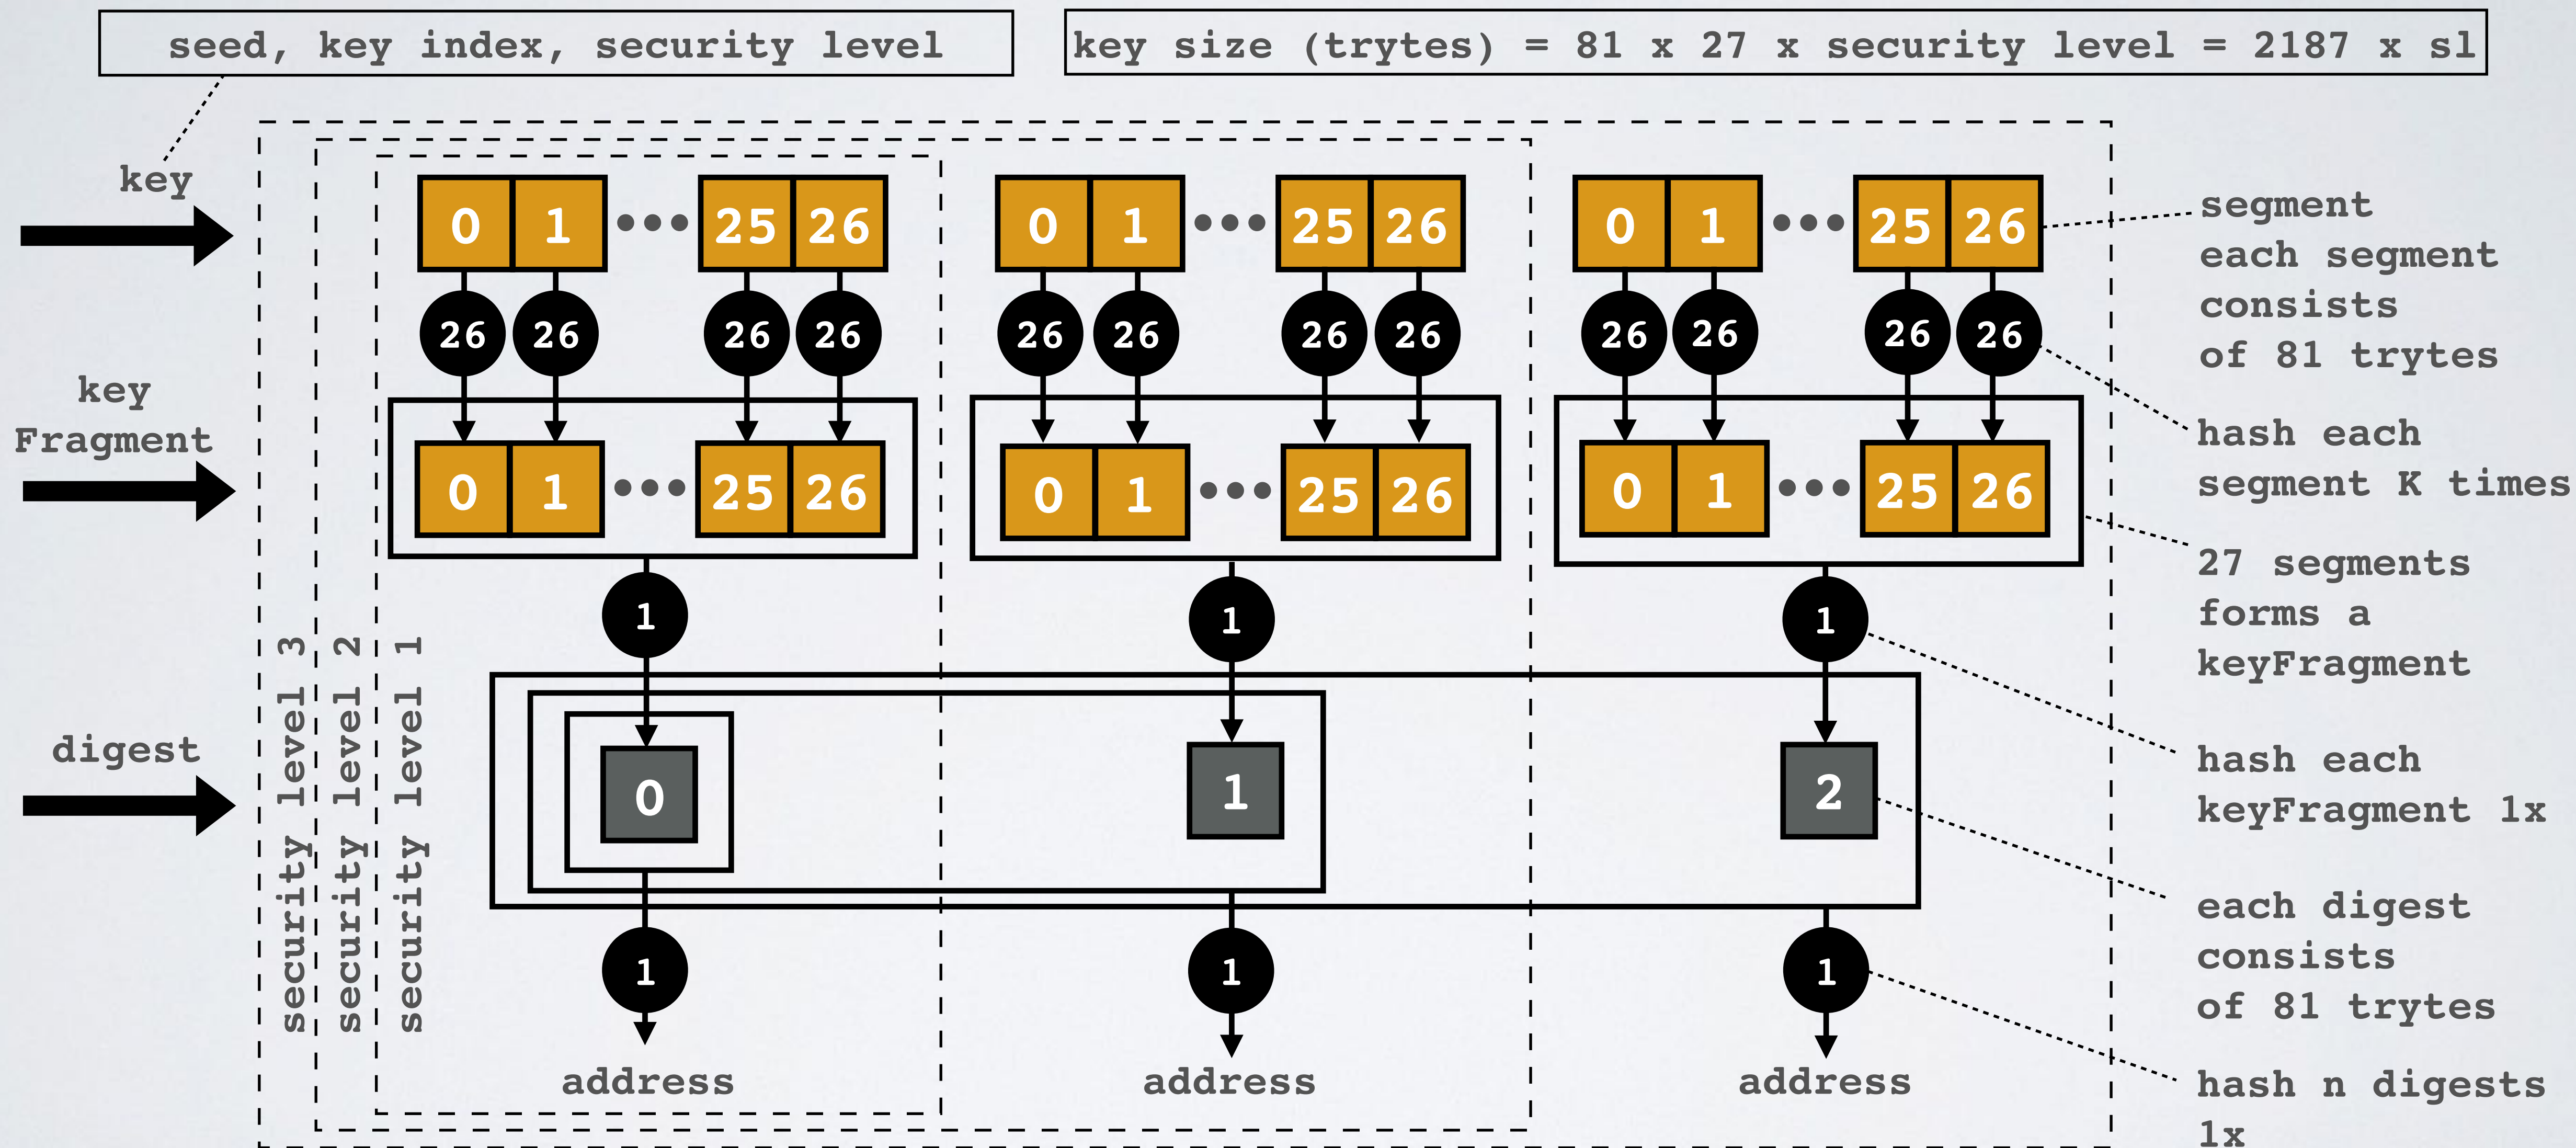 seed, key index, security level
key size (trytes) = 81 x 27 x security level = 2187 x sl
key
0 1 ••• 25 26
0 1 ••• 25 26
0 1 ••• 25 26
segment
each segment
consists
of 81 trytes
26 26 26 26
26 26 26 26
26 26 26 26
hash each
segment K times
key
Fragment
0 1 ••• 25 26
0 1 ••• 25 26
0 1 ••• 25 26
27 segments
forms a
keyFragment
1
1
1
hash each
keyFragment 1x
security level 3
security level 2
security level 1
digest
0
1
2
each digest
consists
of 81 trytes
1
1
1
hash n digests
1x
address
address
address